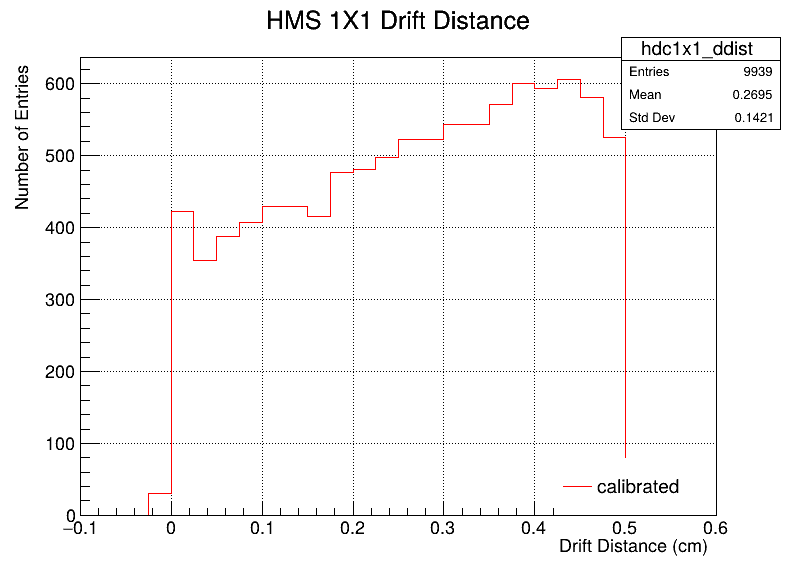 HMS 1X1 Drift Distance
hdc1x1_ddist
Entries 9939
Mean 0.2695
Std Dev 0.1421
Number of Entries
600
500
400
300
200
100
0
calibrated
−0.1 0 0.1 0.2 0.3 0.4 0.5 0.6
Drift Distance (cm)